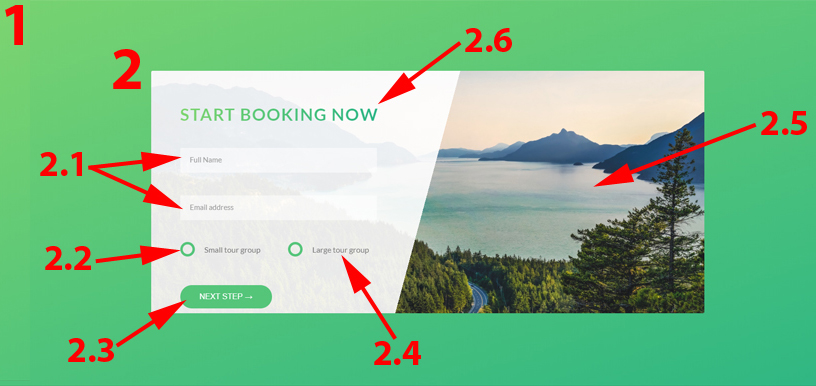 1
2
2.6
START BOOKING NOW
2.5
Full Name
2.1
Email address
2.2
Small tour group
Large tour group
NEXT STEP →
2.3
2.4